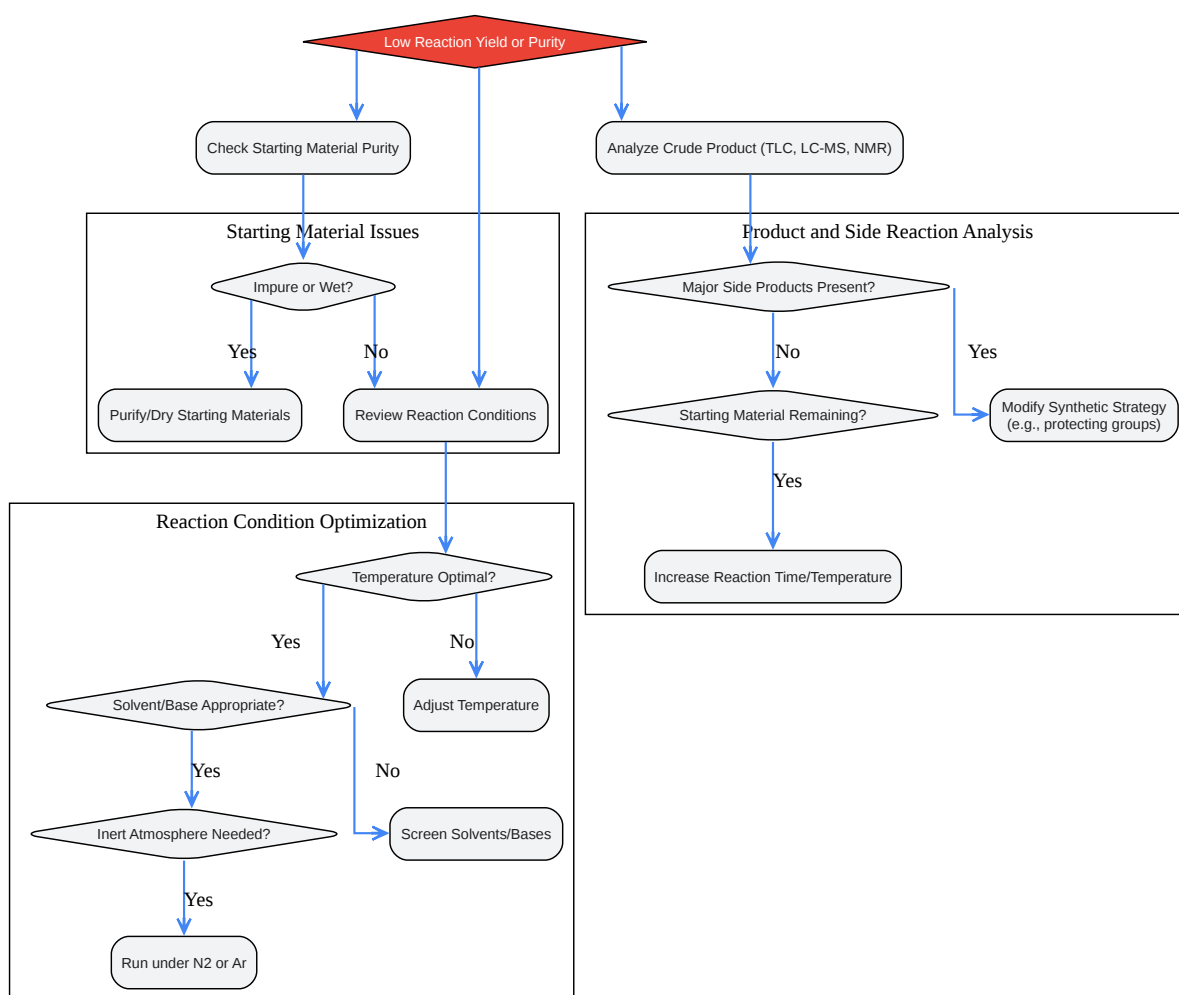 Low Reaction Yield or Purity
Check Starting Material Purity
Analyze Crude Product (TLC, LC-MS, NMR)
Starting Material Issues
Product and Side Reaction Analysis
Impure or Wet?
Major Side Products Present?
Yes
No
No
Yes
Purify/Dry Starting Materials
Review Reaction Conditions
Starting Material Remaining?
Modify Synthetic Strategy
(e.g., protecting groups)
Yes
Reaction Condition Optimization
Temperature Optimal?
Increase Reaction Time/Temperature
Yes
No
Solvent/Base Appropriate?
Adjust Temperature
Yes
No
Inert Atmosphere Needed?
Screen Solvents/Bases
Yes
Run under N2 or Ar